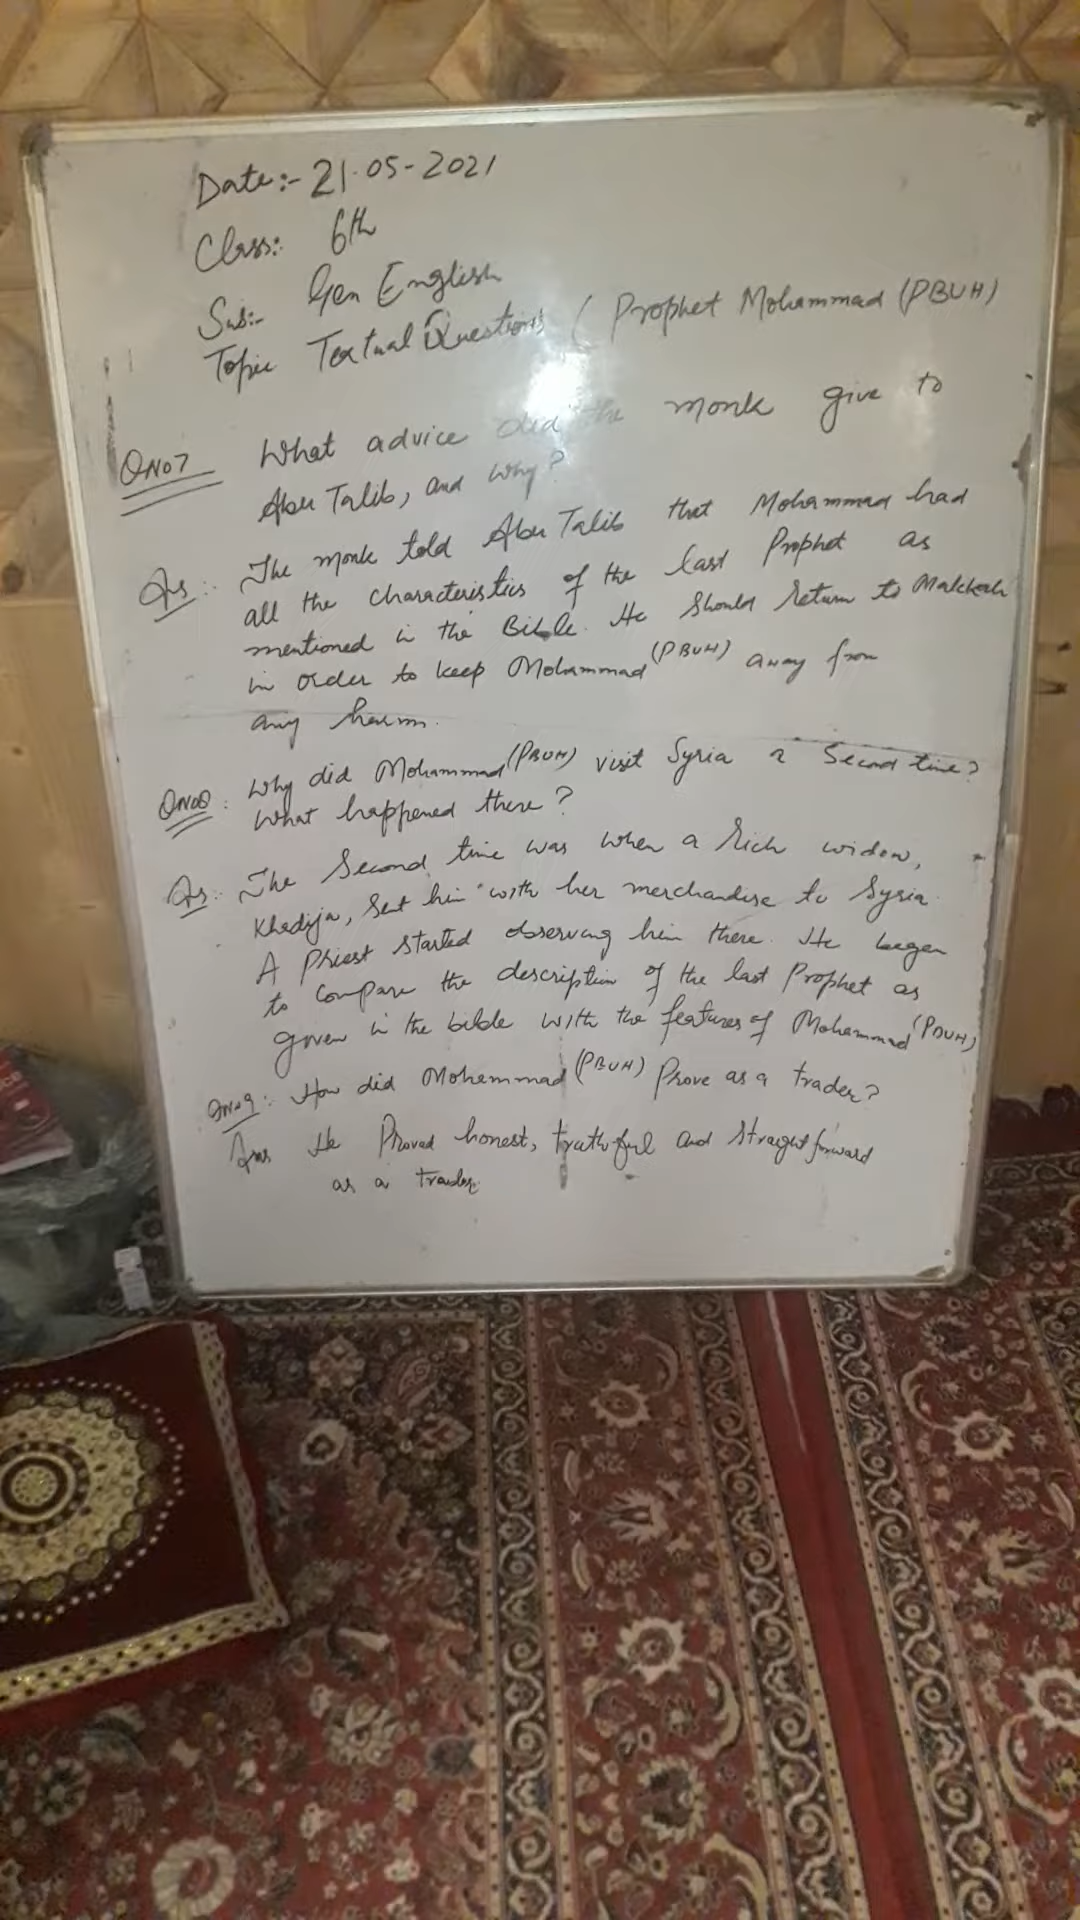 Date:- 21-05-2021
Class:- 6th
Sub:- Gen English
Topic Textual Questions ( Prophet Mohammad (PBUH)
QNo7 What advice did the monk give to
Abu Talib, and why?
Ans:- The monk told Abu Talib that Mohammad had
all the characteristics of the last Prophet as
mentioned in the Bible. He should return to Makkah
in order to keep Mohammad (PBUH) away from
any harm.
QNo8: Why did Mohammad (PBUH) visit Syria a Second time?
What happened there?
Ans:- The Second time was when a rich widow,
Khadija, sent him with her merchandise to Syria.
A Priest started observing him there. He began
to compare the description of the last Prophet as
given in the bible with the features of Mohammad (PBUH)
QNo9: How did Mohammad (PBUH) Prove as a trader?
Ans He Proved honest, truthful and straight forward
as a trader.